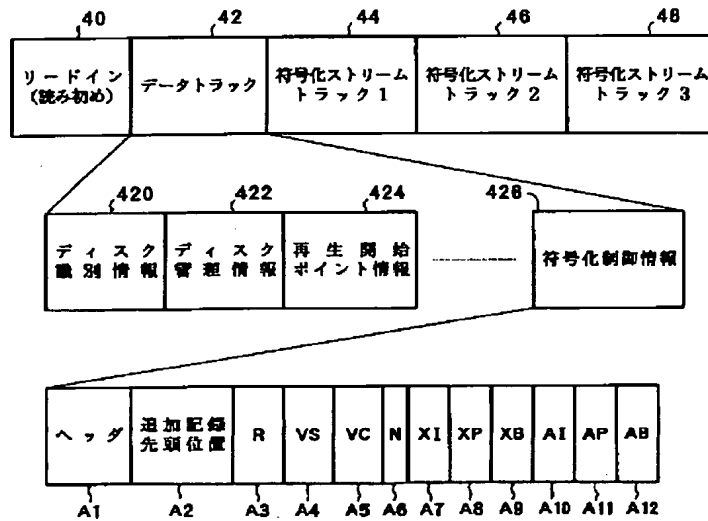 40
42
44
46
48
リードイン
(読み初め)
データトラック
符号化ストリーム
トラック1
符号化ストリーム
トラック2
符号化ストリーム
トラック3
420
422
424
426
ディスク
識別情報
ディスク
管理情報
再生開始
ポイント情報
符号化制御情報
ヘッダ
追加記録
先頭位置
R
VS
VC
N
XI
XP
XB
AI
AP
AB
A1
A2
A3
A4
A5
A6
A7
A8
A9
A10
A11
A12